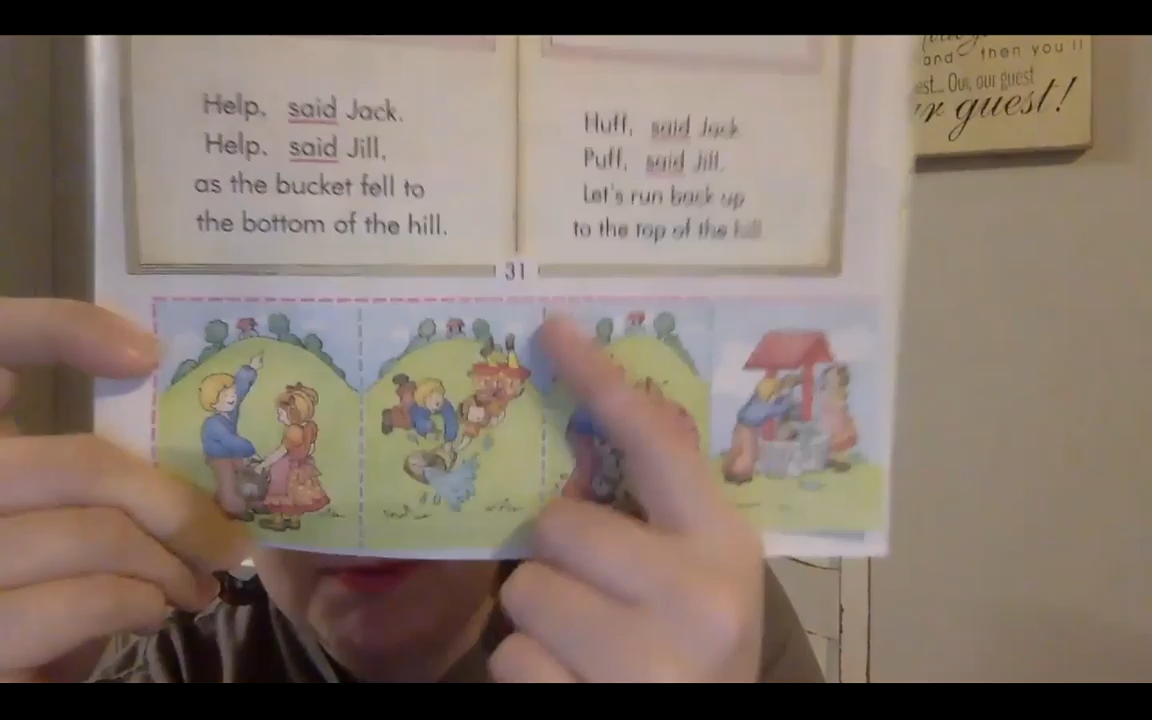 Help, said Jack.
Help, said Jill,
as the bucket fell to
the bottom of the hill.
Huff, said Jack
Puff, said Jill.
Let's run back up
to the top of the hill
31
and then you'll
Our, our guest
guest!